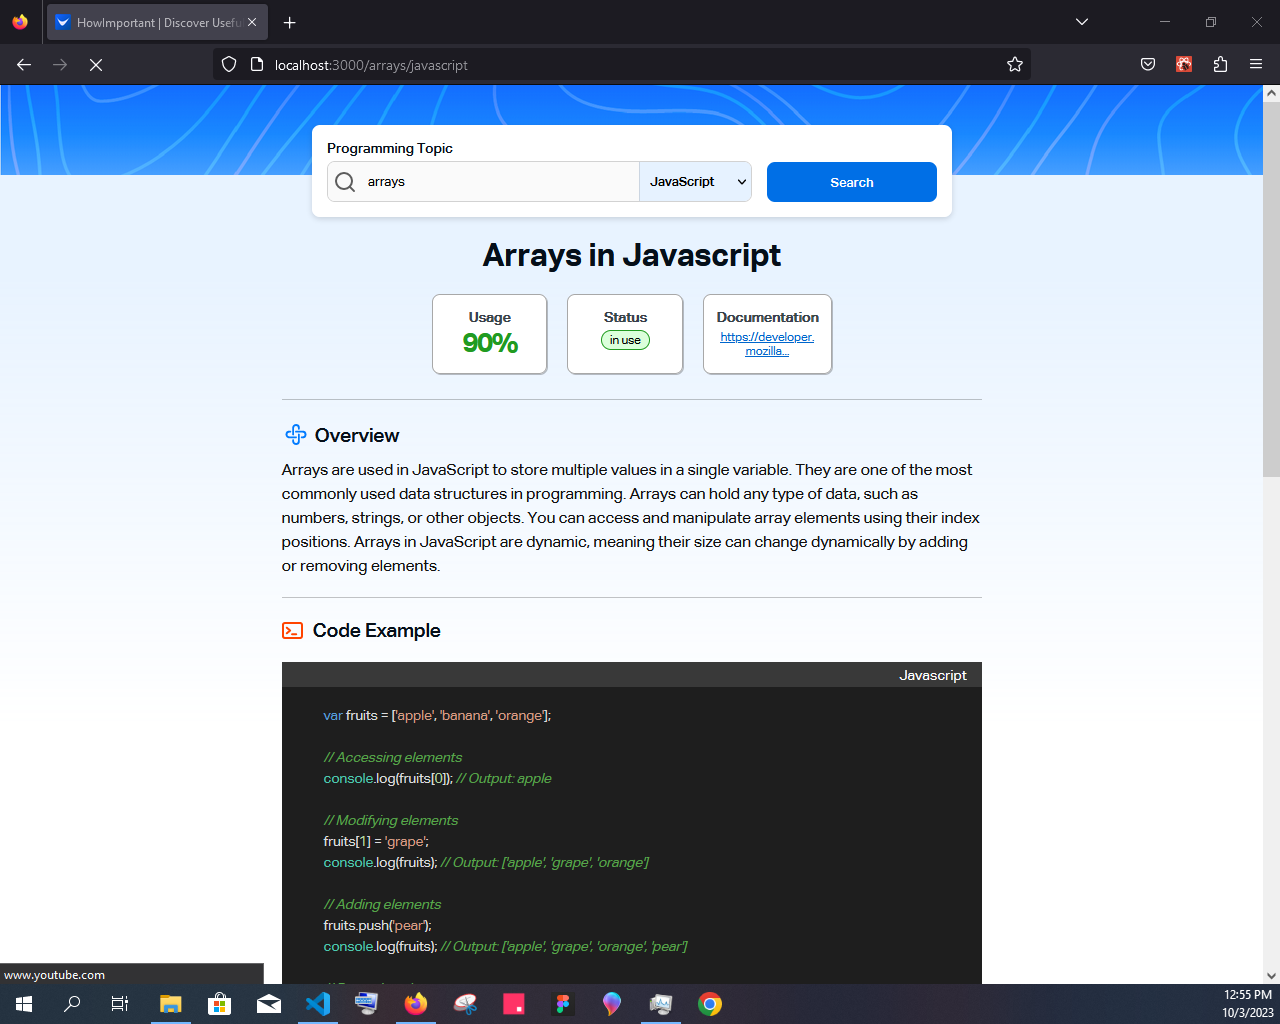 HowImportant | Discover Useful
localhost:3000/arrays/javascript
Programming Topic
arrays
JavaScript
Search
Arrays in Javascript
Usage
90%
Status
in use
Documentation
https://developer.
mozilla...
Overview
Arrays are used in JavaScript to store multiple values in a single variable. They are one of the most
commonly used data structures in programming. Arrays can hold any type of data, such as
numbers, strings, or other objects. You can access and manipulate array elements using their index
positions. Arrays in JavaScript are dynamic, meaning their size can change dynamically by adding
or removing elements.
Code Example
Javascript
var fruits = ['apple', 'banana', 'orange'];
// Accessing elements
console.log(fruits[0]); // Output: apple
// Modifying elements
fruits[1] = 'grape';
console.log(fruits); // Output: ['apple', 'grape', 'orange']
// Adding elements
fruits.push('pear');
console.log(fruits); // Output: ['apple', 'grape', 'orange', 'pear']
www.youtube.com
12:55 PM
10/3/2023